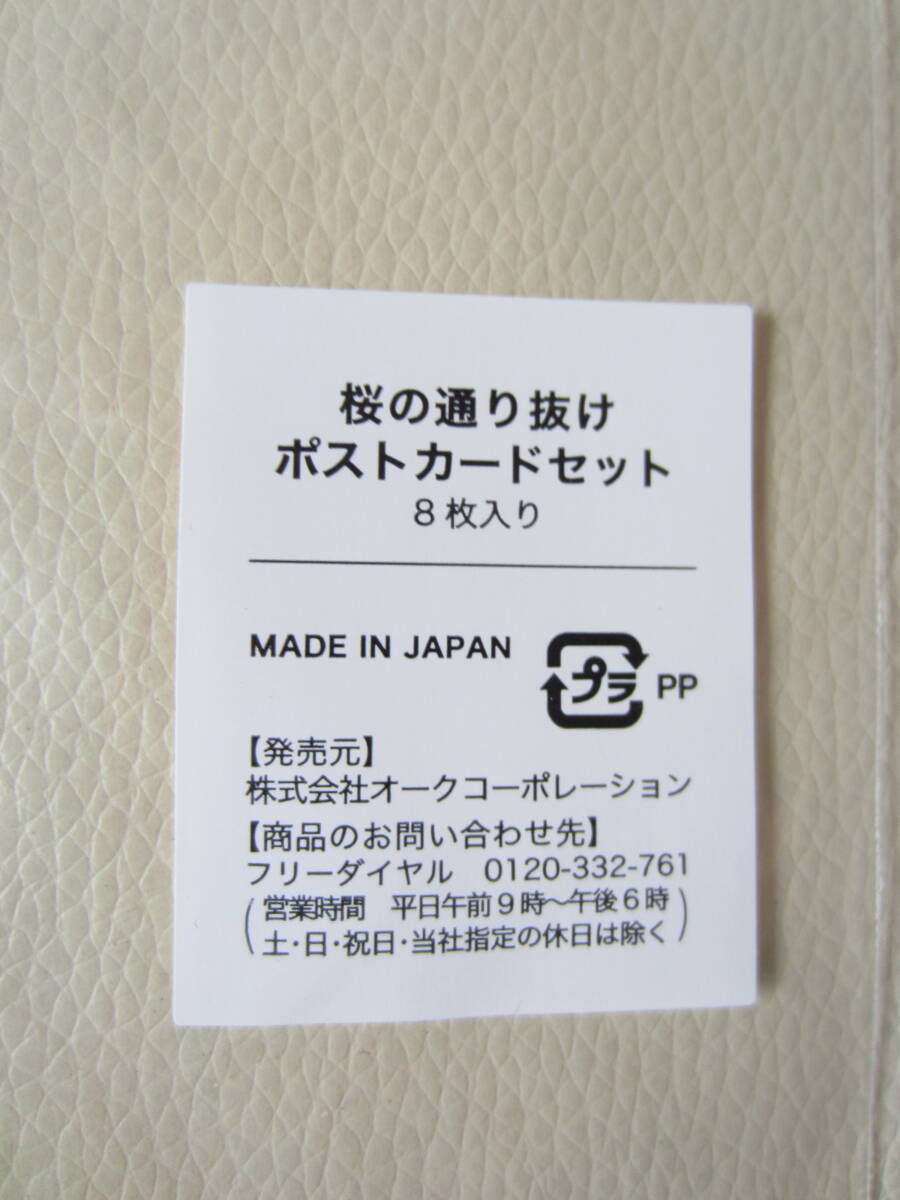 桜の通り抜け
ポストカードセット
8枚入り
MADE IN JAPAN
プラ PP
【発売元】
株式会社オークコーポレーション
【商品のお問い合わせ先】
フリーダイヤル 0120-332-761
(営業時間 平日午前9時〜午後6時
土・日・祝日・当社指定の休日は除く)